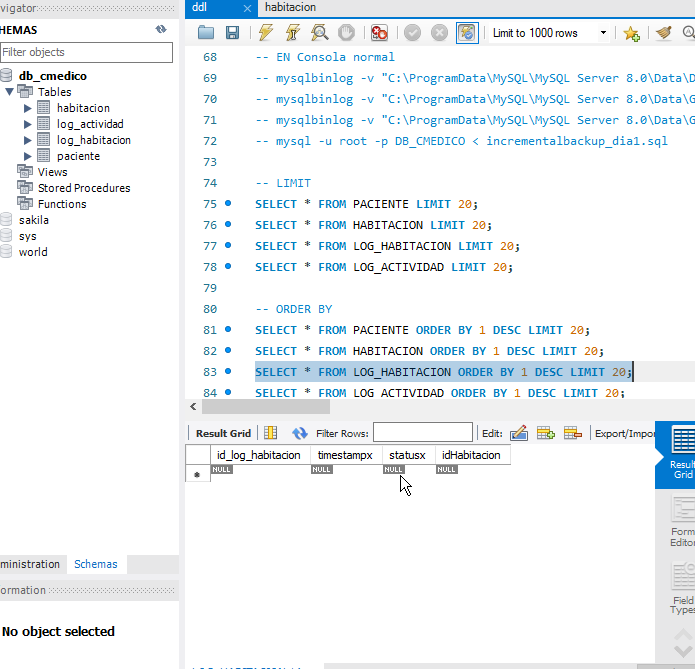 vigator
ddl
habitacion
HEMAS
Filter objects
Limit to 1000 rows
db_cmedico
Tables
habitacion
log_actividad
log_habitacion
paciente
Views
Stored Procedures
Functions
sakila
sys
world
68 -- EN Consola normal
69 -- mysqlbinlog -v "C:\ProgramData\MySQL\MySQL Server 8.0\Data\D
70 -- mysqlbinlog -v "C:\ProgramData\MySQL\MySQL Server 8.0\Data\G
71 -- mysqlbinlog -v "C:\ProgramData\MySQL\MySQL Server 8.0\Data\G
72 -- mysql -u root -p DB_CMEDICO < incrementalbackup_dia1.sql
73
74 -- LIMIT
75 SELECT * FROM PACIENTE LIMIT 20;
76 SELECT * FROM HABITACION LIMIT 20;
77 SELECT * FROM LOG_HABITACION LIMIT 20;
78 SELECT * FROM LOG_ACTIVIDAD LIMIT 20;
79
80 -- ORDER BY
81 SELECT * FROM PACIENTE ORDER BY 1 DESC LIMIT 20;
82 SELECT * FROM HABITACION ORDER BY 1 DESC LIMIT 20;
83 SELECT * FROM LOG_HABITACION ORDER BY 1 DESC LIMIT 20;
84 SELECT * FROM LOG ACTIVIDAD ORDER BY 1 DESC LIMIT 20;
Result Grid Filter Rows: Edit: Export/Impor
id_log_habitacion timestampx statusx idHabitacion
NULL NULL NULL NULL
Result
Grid
Form
Editor
Field
Types
ministration Schemas
ormation
No object selected